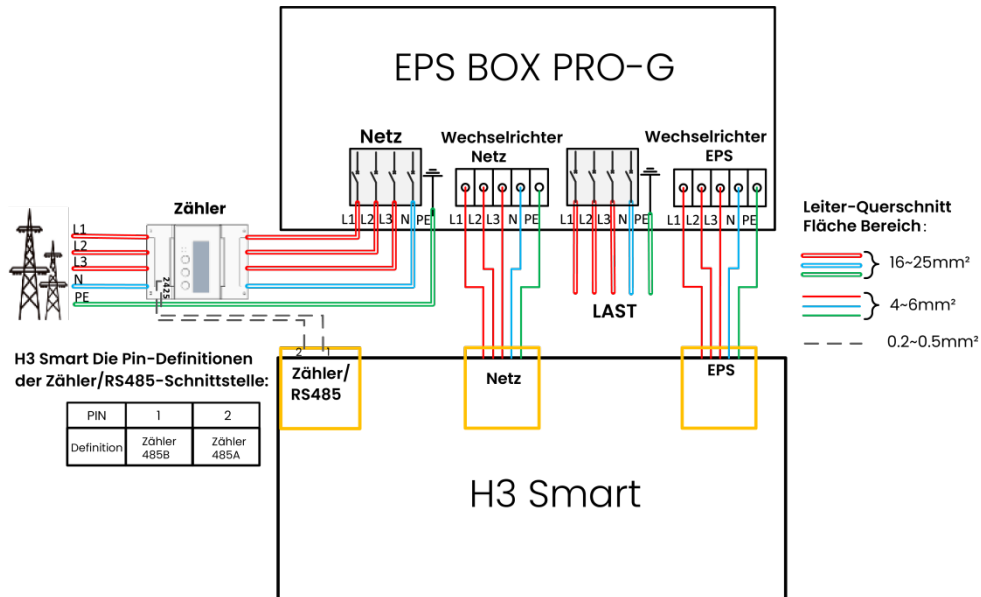 EPS BOX PRO-G
Netz
Wechselrichter
Netz
Wechselrichter
EPS
L1 L2 L3 N PE
L1 L2 L3 N PE
L1 L2 L3 N PE
L1 L2 L3 N PE
Zähler
L1
L2
L3
N
PE
24 25
LAST
Leiter-Querschnitt
Fläche Bereich:
16~25mm²
4~6mm²
0.2~0.5mm²
H3 Smart Die Pin-Definitionen
der Zähler/RS485-Schnittstelle:
PIN 1 2
Definition Zähler 485B Zähler 485A
2 1
Zähler/
RS485
Netz
EPS
H3 Smart